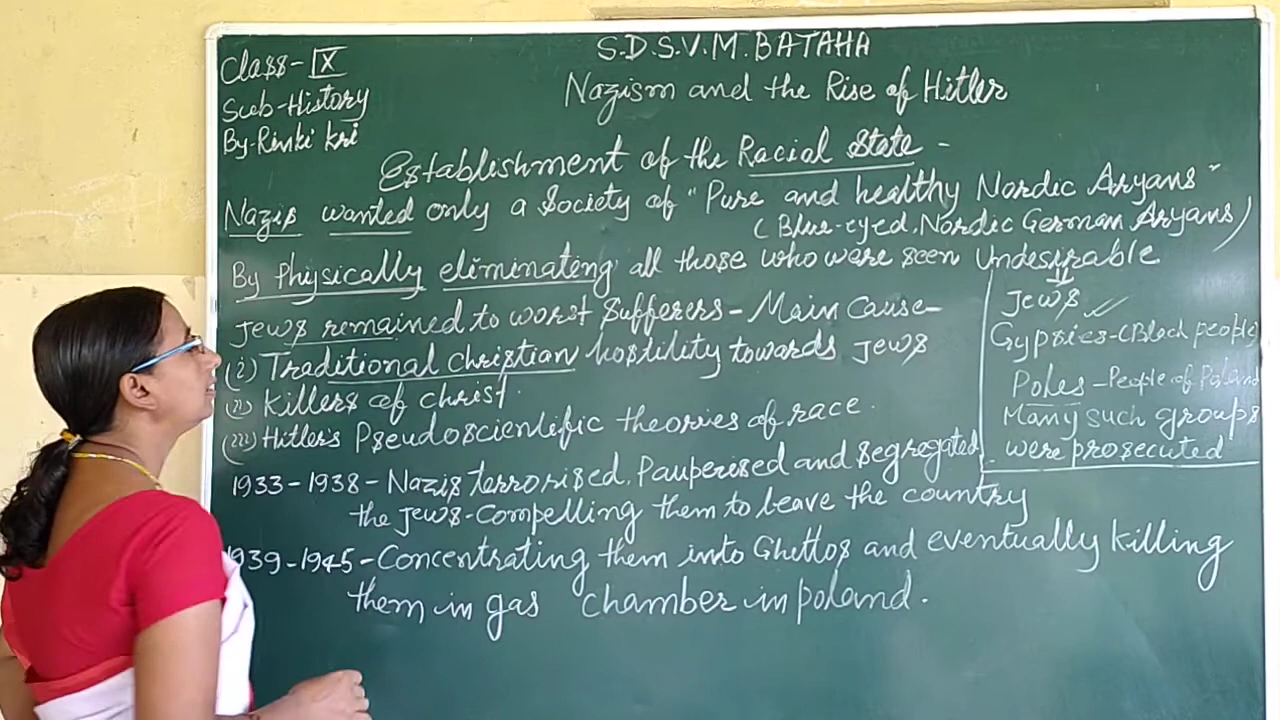 Class-IX
Sub-History
By-Rinki kri
S.D.S.V.M.BATAHA
Nazism and the Rise of Hitler
Establishment of the Racial State -
Nazis wanted only a Society of "Pure and healthy Nordic Aryans"
(Blue-eyed, Nordic German Aryans)
By Physically eliminating all those who were seen Undesirable
Jews remained to worst Sufferers - Main Cause-
(i) Traditional Christian hostility towards Jews
(ii) Killers of christ.
(iii) Hitler's Pseudoscientific theories of race.
Jews
Gypsies-(Black people)
Poles - People of Poland
Many such groups
were prosecuted
1933-1938 - Nazis terrorised, Pauperised and segregated
the Jews-Compelling them to leave the country
1939-1945-Concentrating them into Ghettos and eventually killing
them in gas chamber in poland.